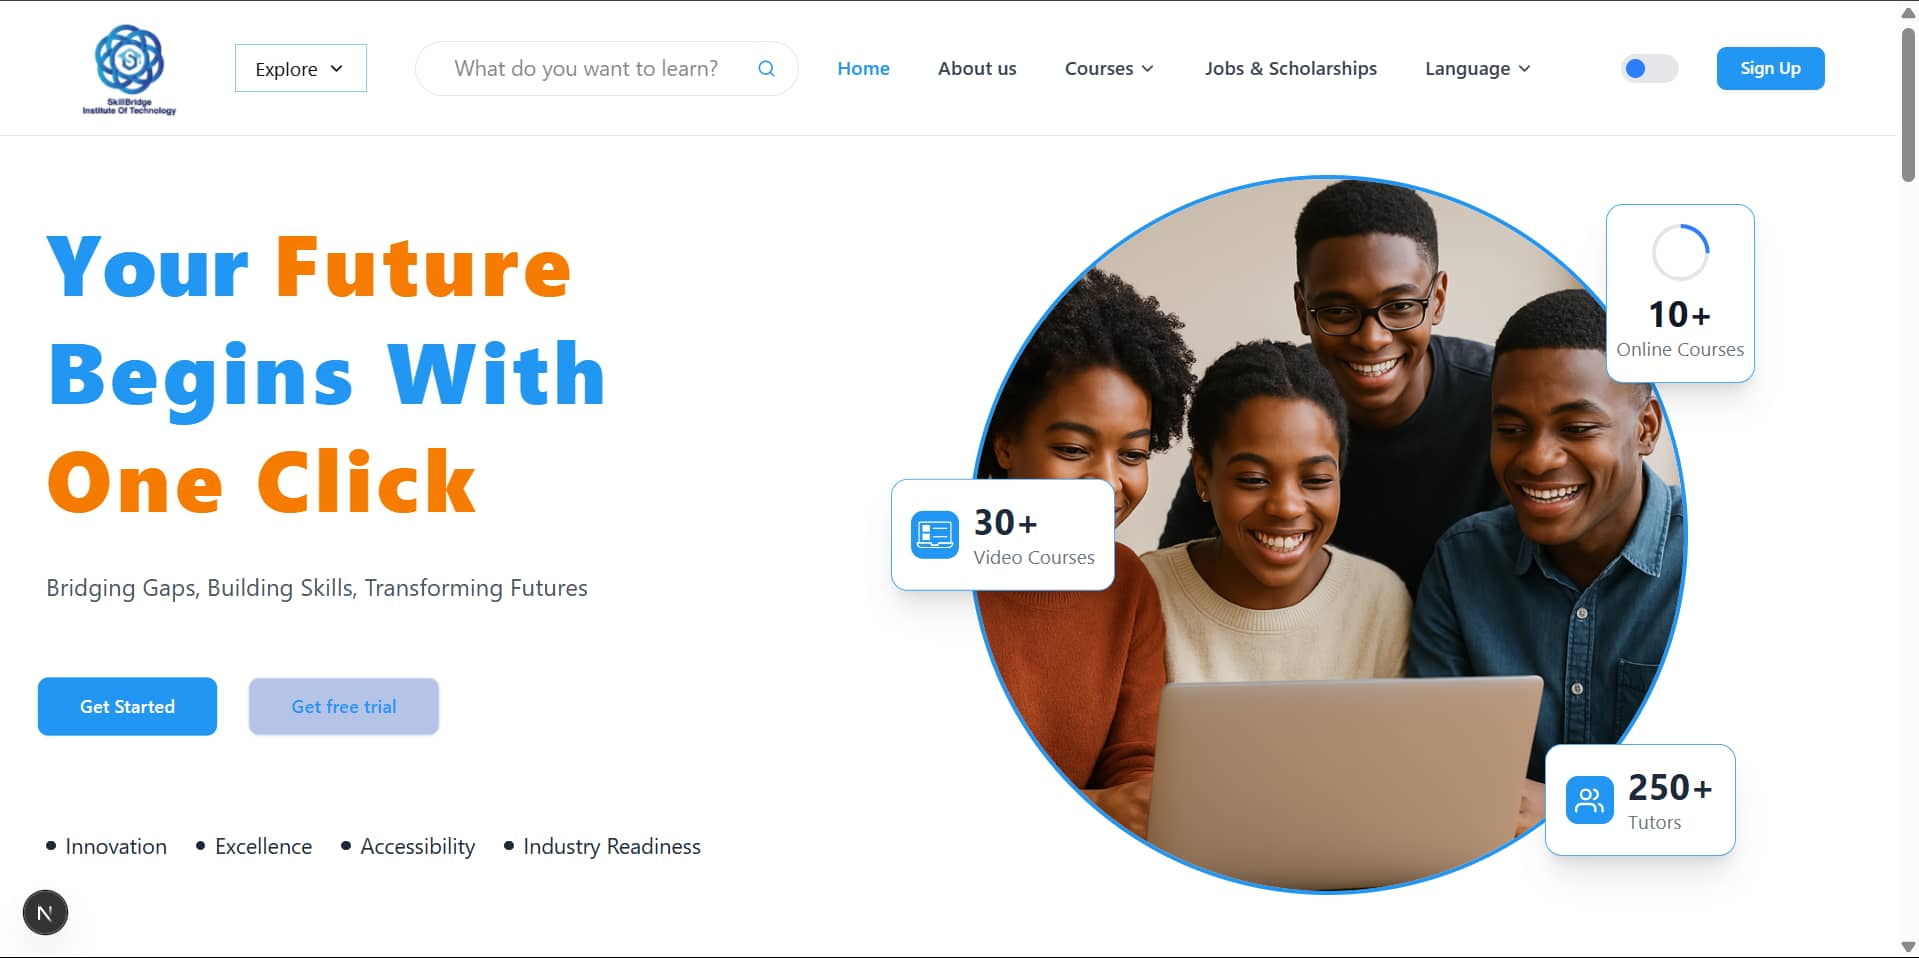 SkillBridge
Institute Of Technology
Explore
What do you want to learn?
Home
About us
Courses
Jobs & Scholarships
Language
Sign Up
Your Future
Begins With
One Click
Bridging Gaps, Building Skills, Transforming Futures
Get Started
Get free trial
Innovation
Excellence
Accessibility
Industry Readiness
10+
Online Courses
30+
Video Courses
250+
Tutors
N